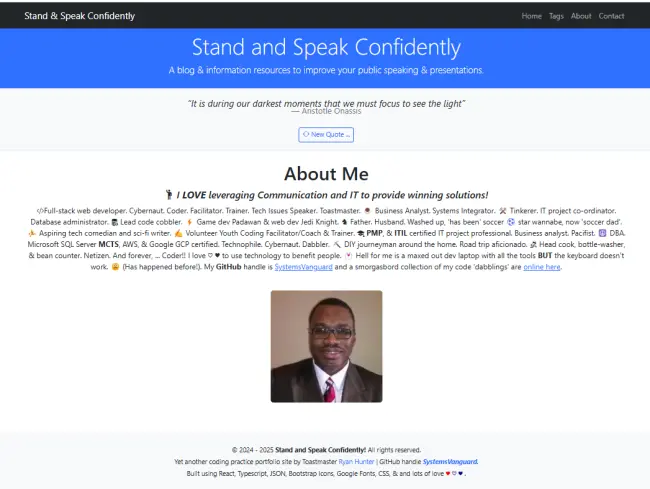 Stand & Speak Confidently
Home Tags About Contact
Stand and Speak Confidently
A blog & information resources to improve your public speaking & presentations.
"It is during our darkest moments that we must focus to see the light"
— Aristotle Onassis
New Quote ...
About Me
I LOVE leveraging Communication and IT to provide winning solutions!
Full-stack web developer. Cybernaut. Coder. Facilitator. Trainer. Tech Issues Speaker. Toastmaster. Business Analyst. Systems Integrator. Tinkerer. IT project co-ordinator.
Database administrator. Lead code cobbler. Game dev Padawan & web dev Jedi Knight. Father. Husband. Washed up, 'has been' soccer star wannabe, now 'soccer dad'.
Aspiring tech comedian and sci-fi writer. Volunteer Youth Coding Facilitator/Coach & Trainer. PMP, & ITIL certified IT project professional. Business analyst. Pacifist. DBA.
Microsoft SQL Server MCTS, AWS, & Google GCP certified. Technophile. Cybernaut. Dabbler. DIY journeyman around the home. Road trip aficionado. Head cook, bottle-washer,
& bean counter. Netizen. And forever, ... Coder!! I love ♡ ♥ to use technology to benefit people. Hell for me is a maxed out dev laptop with all the tools BUT the keyboard doesn't
work. (Has happened before!). My GitHub handle is SystemsVanguard and a smorgasbord collection of my code 'dabblings' are online here.
© 2024 - 2025 Stand and Speak Confidently! All rights reserved.
Yet another coding practice portfolio site by Toastmaster Ryan Hunter | GitHub handle SystemsVanguard.
Built using React, Typescript, JSON, Bootstrap Icons, Google Fonts, CSS, & and lots of love ♥ ♡ ♥ .